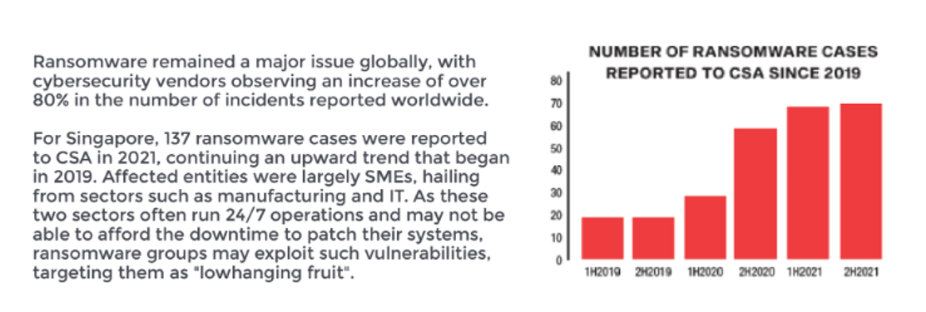 Ransomware remained a major issue globally, with
cybersecurity vendors observing an increase of over
80% in the number of incidents reported worldwide.
For Singapore, 137 ransomware cases were reported
to CSA in 2021, continuing an upward trend that began
in 2019. Affected entities were largely SMEs, hailing
from sectors such as manufacturing and IT. As these
two sectors often run 24/7 operations and may not be
able to afford the downtime to patch their systems,
ransomware groups may exploit such vulnerabilities,
targeting them as "lowhanging fruit".
NUMBER OF RANSOMWARE CASES
REPORTED TO CSA SINCE 2019
80
70
60
50
40
30
20
10
0
1H2019 2H2019 1H2020 2H2020 1H2021 2H2021